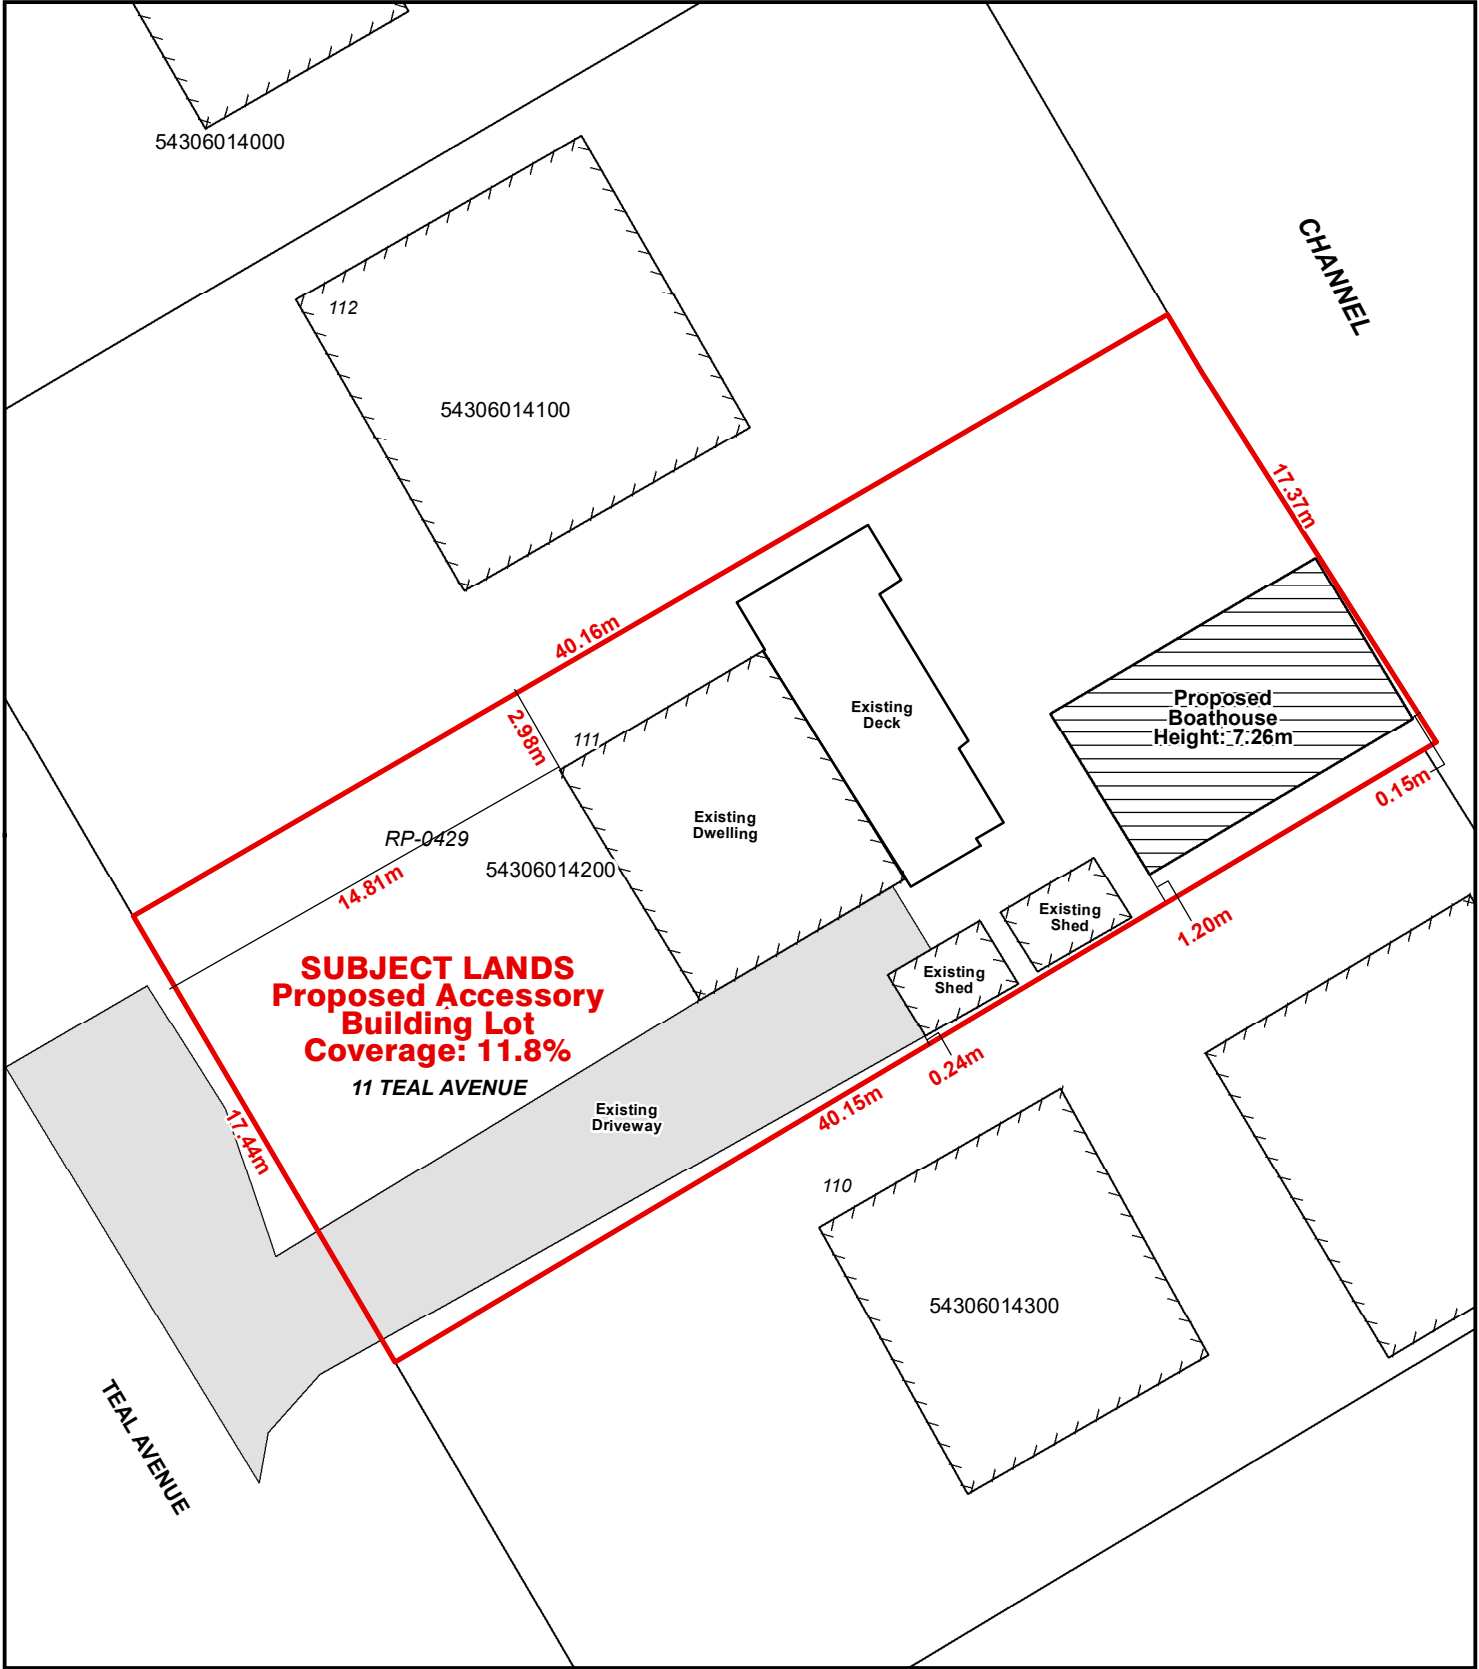 54306014000
CHANNEL
112
54306014100
17.37m
40.16m
2.98m
111
Existing
Deck
Proposed
Boathouse
Height: 7.26m
0.15m
RP-0429
Existing
Dwelling
54306014200
14.81m
Existing
Shed
1.20m
SUBJECT LANDS
Proposed Accessory
Building Lot
Coverage: 11.8%
11 TEAL AVENUE
Existing
Shed
0.24m
17.44m
Existing
Driveway
40.15m
110
54306014300
TEAL AVENUE